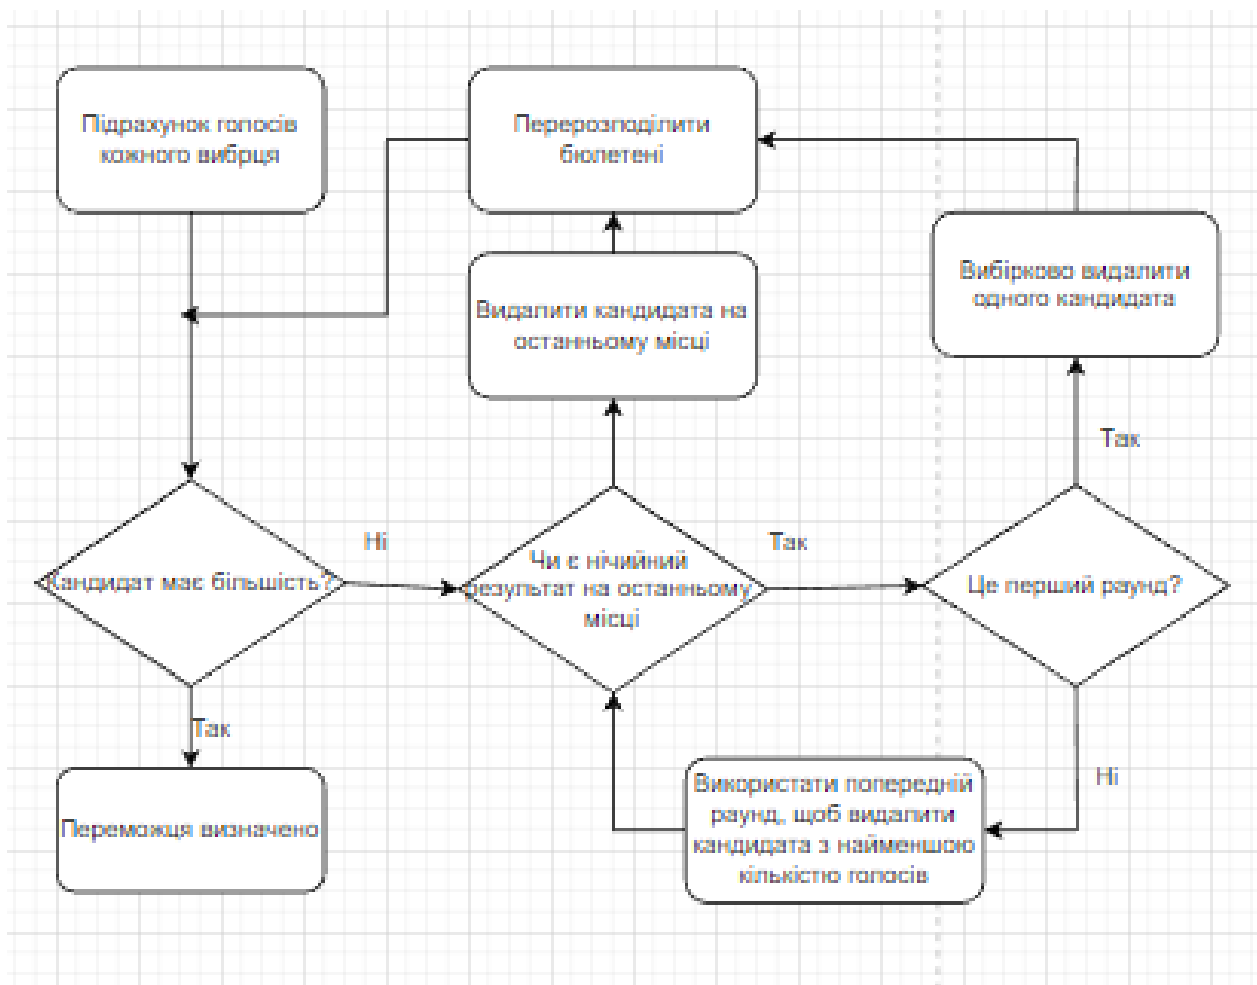 Підрахунок голосів
кожного вибрця
Перерозподілити
бюлетені
Вибірково видалити
одного кандидата
Видалити кандидата на
останньому місці
Так
Ні
Так
Кандидат має більшість?
Чи є нічийний
результат на останньому
місці
Це перший раунд?
Так
Ні
Переможця визначено
Використати попередній
раунд, щоб видалити
кандидата з найменшою
кількістю голосів